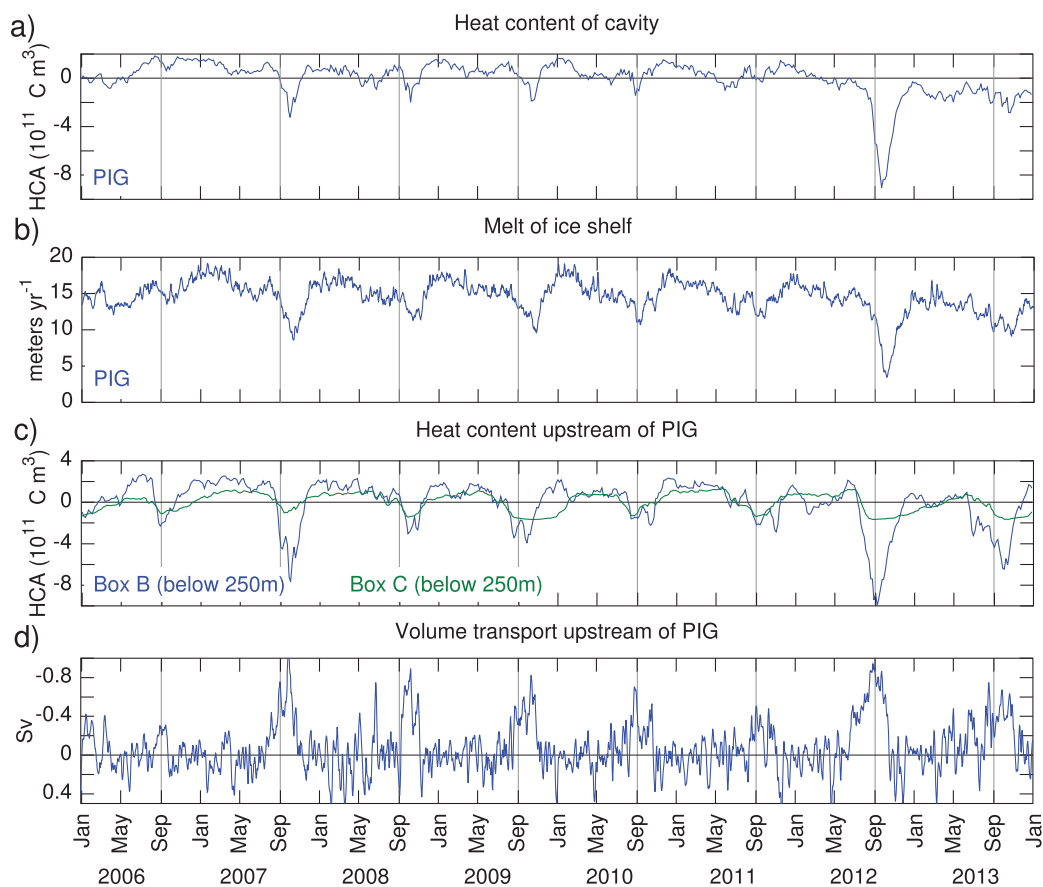 a)
Heat content of cavity
HCA (10¹¹ C m³)
0
-4
-8
PIG
b)
Melt of ice shelf
meters yr⁻¹
20
15
10
5
0
PIG
c)
Heat content upstream of PIG
HCA (10¹¹ C m³)
4
0
-4
-8
Box B (below 250m)
Box C (below 250m)
d)
Volume transport upstream of PIG
Sv
-0.8
-0.4
0
0.4
Jan May Sep Jan May Sep Jan May Sep Jan May Sep Jan May Sep Jan May Sep Jan May Sep Jan May Sep Jan
2006 2007 2008 2009 2010 2011 2012 2013